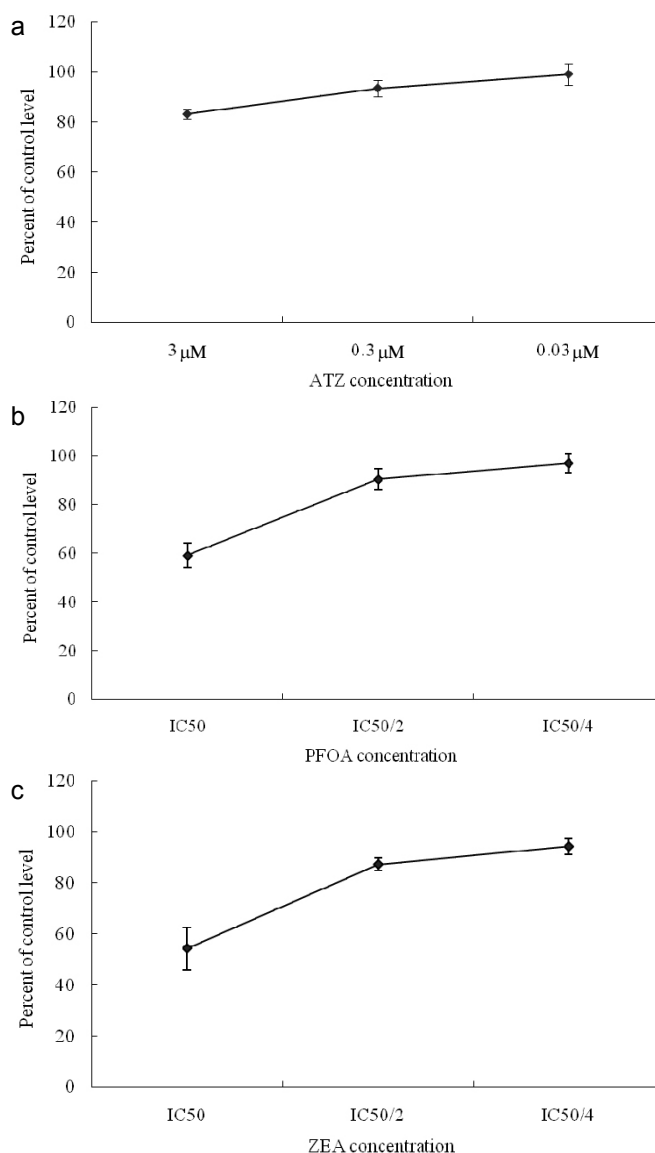 a
120
100
80
60
40
20
0
Percent of control level
3 μM 0.3 μM 0.03 μM
ATZ concentration
b
120
100
80
60
40
20
0
Percent of control level
IC50 IC50/2 IC50/4
PFOA concentration
c
120
100
80
60
40
20
0
Percent of control level
IC50 IC50/2 IC50/4
ZEA concentration